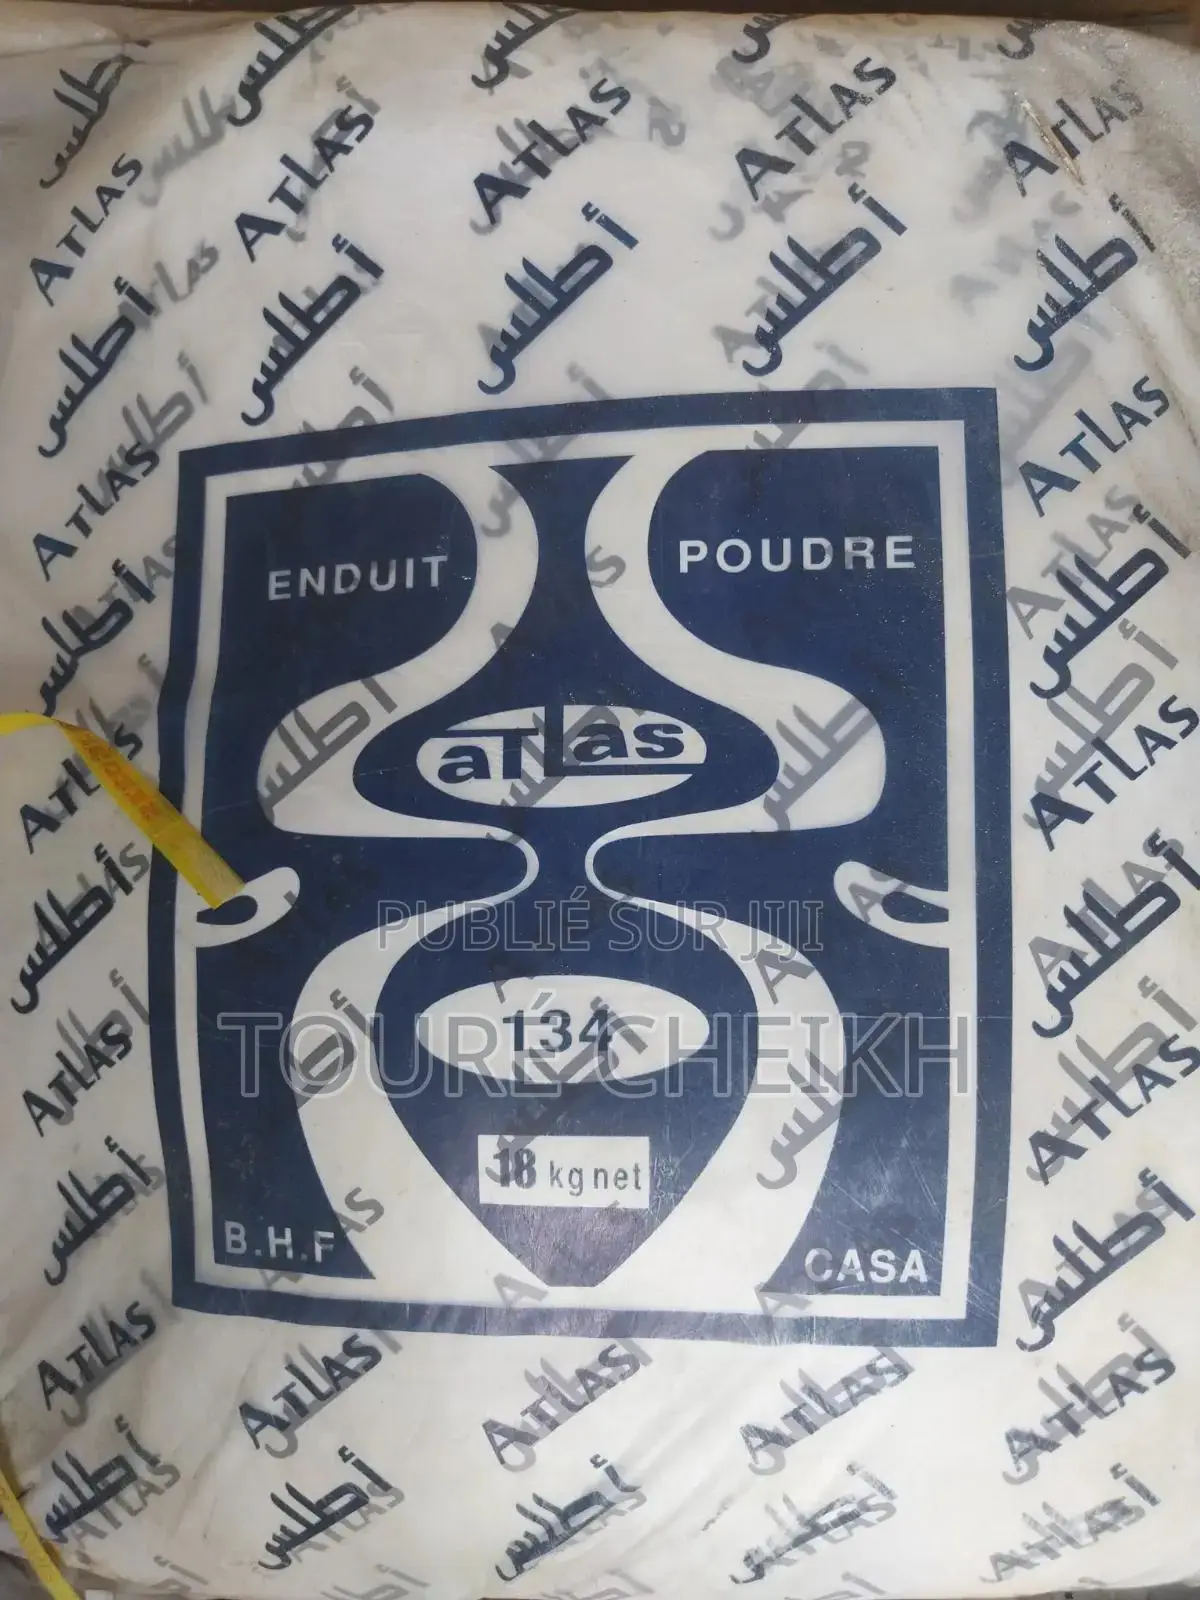 ENDUIT POUDRE
aTLas
PUBLIÉ SUR JIJI
134
TOURÉ CHEIKH
18 kg net
B.H.F CASA
ATLAS
أطلس